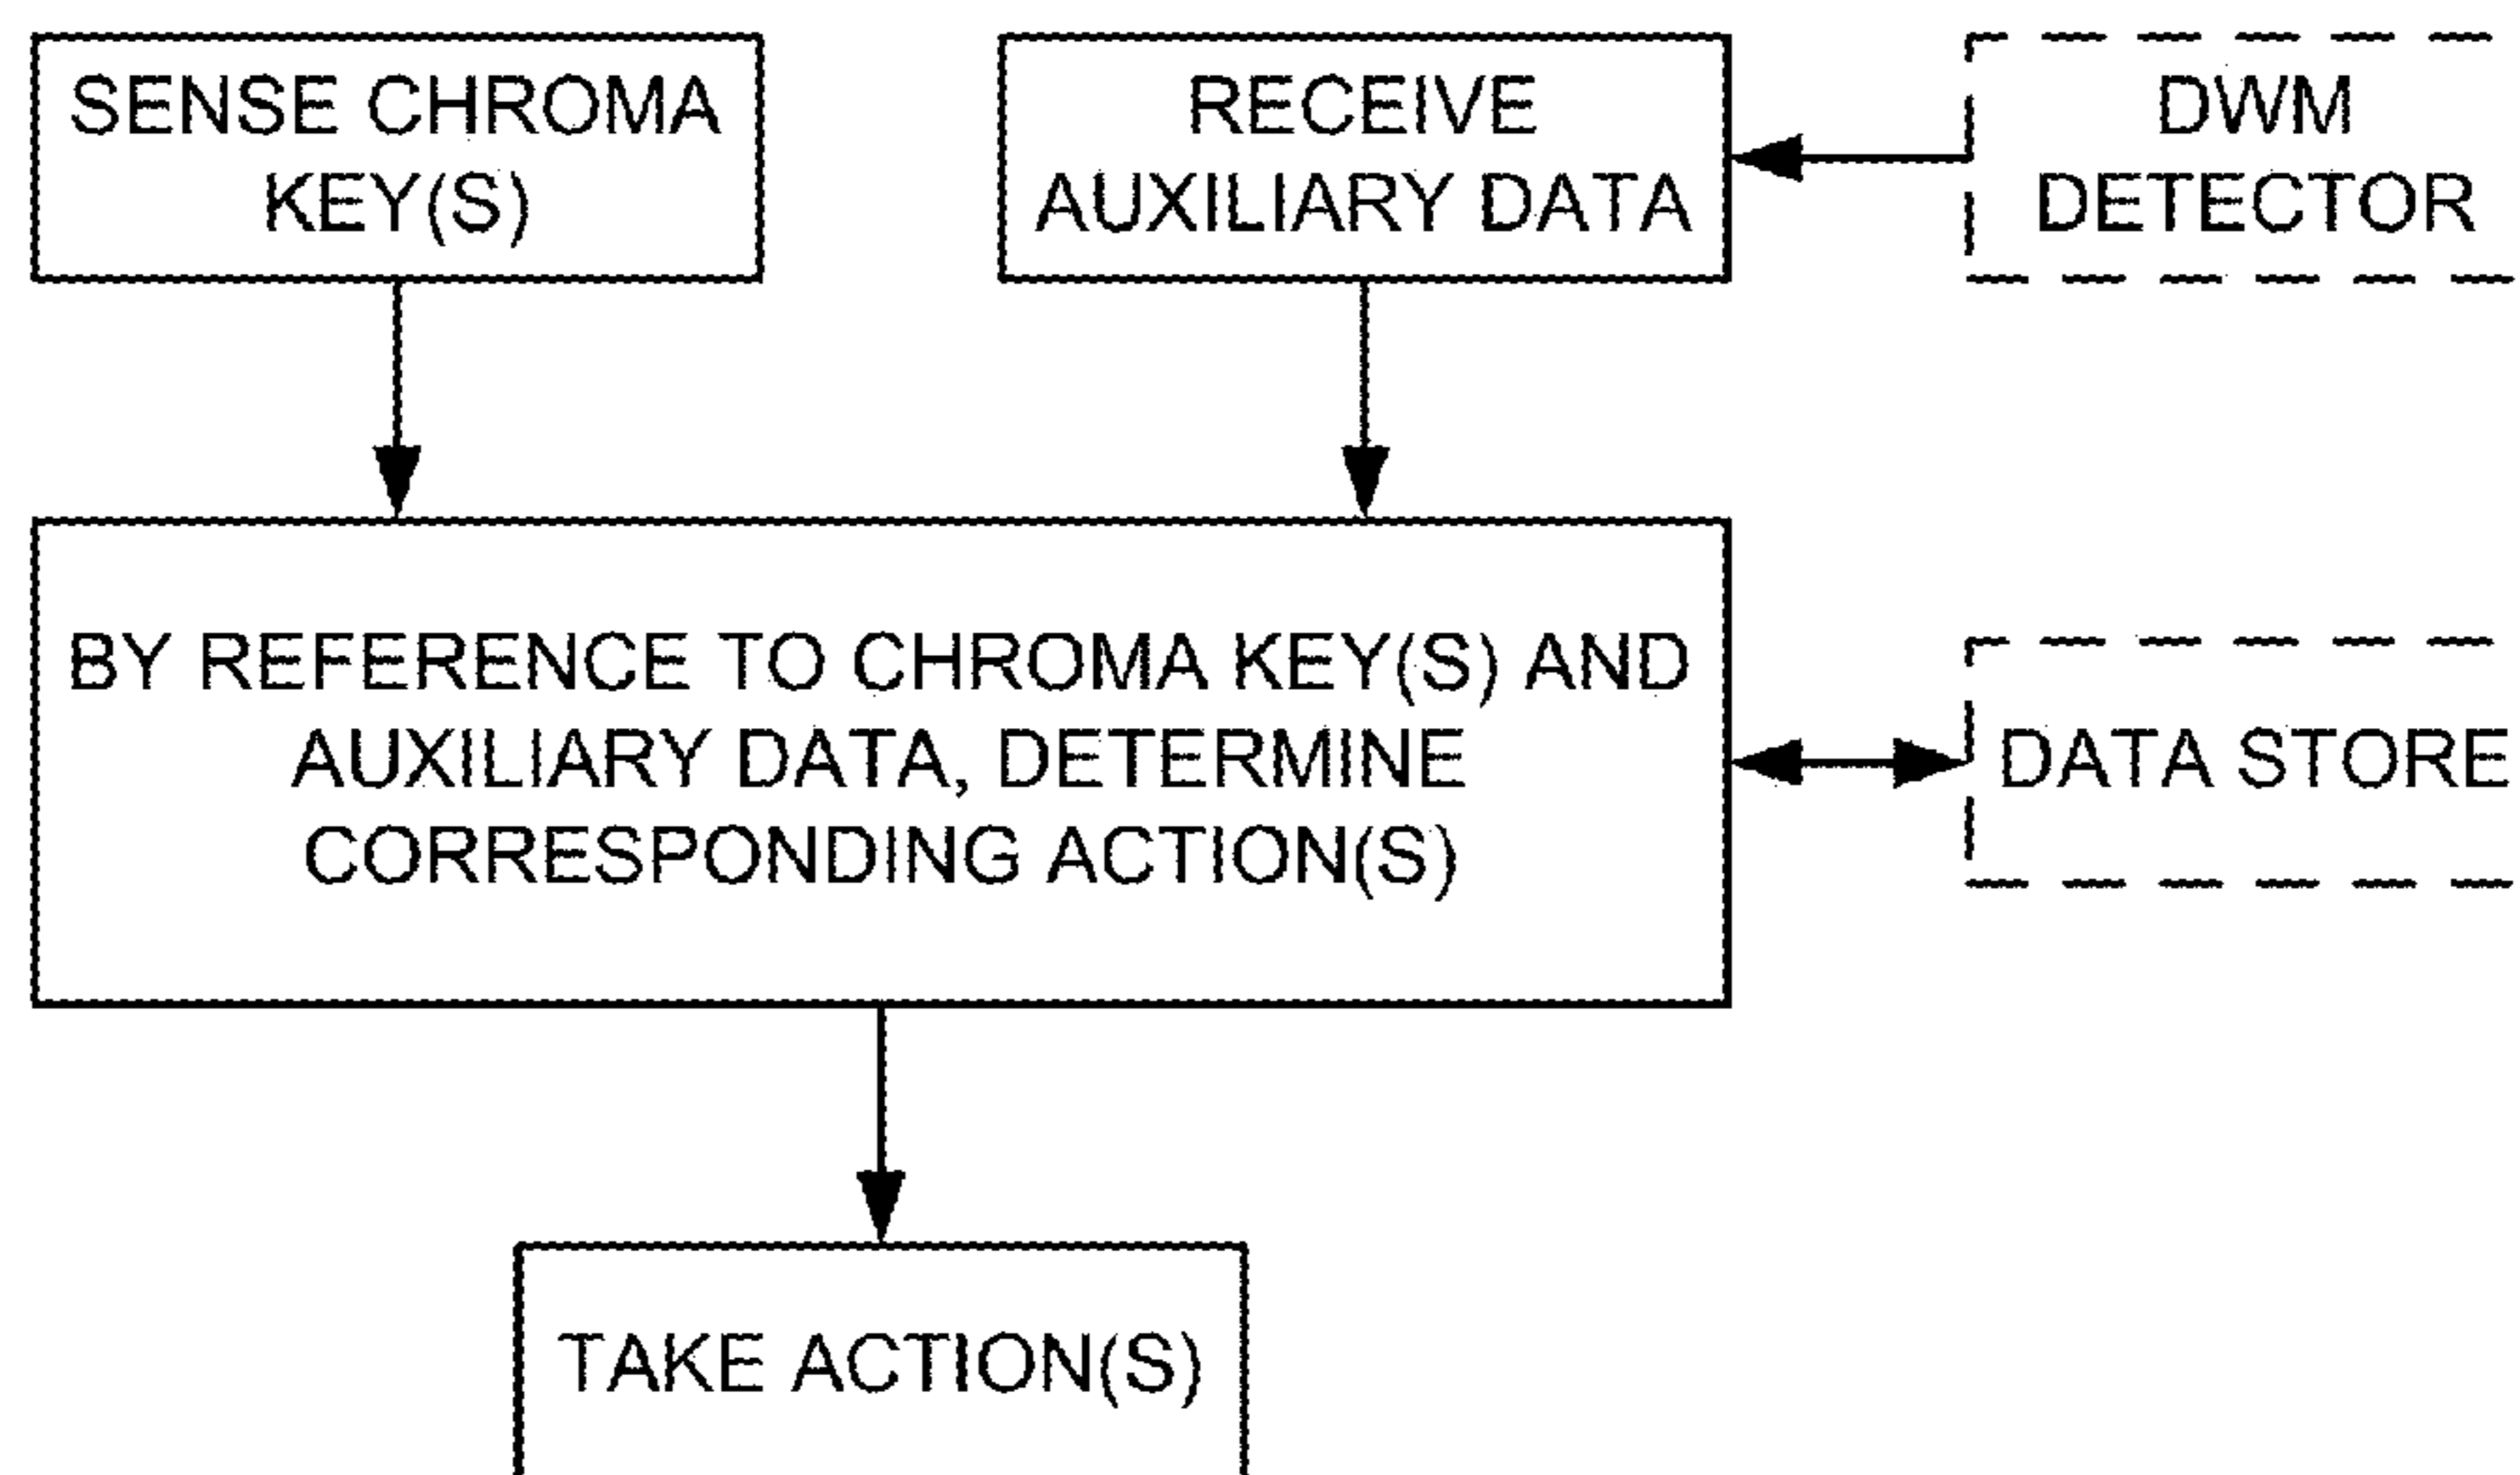 SENSE CHROMA
KEY(S)
RECEIVE
AUXILIARY DATA
DWM
DETECTOR
BY REFERENCE TO CHROMA KEY(S) AND
AUXILIARY DATA, DETERMINE
CORRESPONDING ACTION(S)
DATA STORE
TAKE ACTION(S)